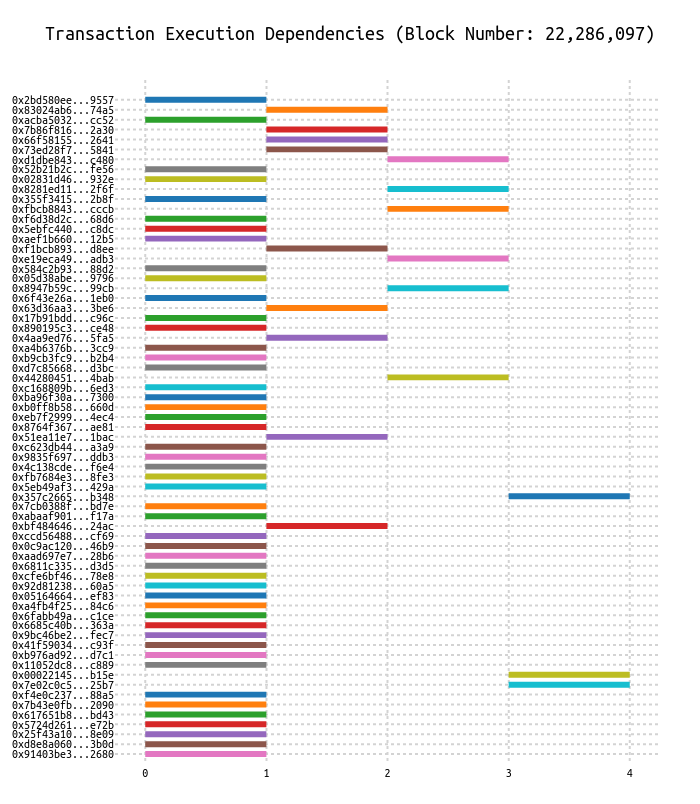 Transaction Execution Dependencies (Block Number: 22,286,097)
0x2bd580ee...9557
0x83024ab6...74a5
0xacba5032...cc52
0x7b86f816...2a30
0x66f58155...2641
0x73ed28f7...5841
0xd1dbe843...c480
0x52b21b2c...fe56
0x02831d46...932e
0x8281ed11...2f6f
0x355f3415...2b8f
0xfbcb8843...cccb
0xf6d38d2c...68d6
0x5ebfc440...c8dc
0xaef1b660...12b5
0xf1bcb893...d8ee
0xe19eca49...adb3
0x584c2b93...88d2
0x05d38abe...9796
0x8947b59c...99cb
0x6f43e26a...1eb0
0x63d36aa3...3be6
0x17b91bdd...c96c
0x890195c3...ce48
0x4aa9ed76...5fa5
0xa4b6376b...3cc9
0xb9cb3fc9...b2b4
0xd7c85668...d3bc
0x44280451...4bab
0xc168809b...6ed3
0xba96f30a...7300
0xb0ff8b58...660d
0xeb7f2999...4ec4
0x8764f367...ae81
0x51ea11e7...1bac
0xc623db44...a3a9
0x9835f697...ddb3
0x4c138cde...f6e4
0xfb7684e3...8fe3
0x5eb49af3...429a
0x357c2665...b348
0x7cb0388f...bd7e
0xabaaf901...f17a
0xbf484646...24ac
0xccd56488...cf69
0x0c9ac120...46b9
0xaad697e7...28b6
0x6811c335...d3d5
0xcfe6bf46...78e8
0x92d81238...60a5
0x05164664...ef83
0xa4fb4f25...84c6
0x6fabb49a...c1ce
0x6685c40b...363a
0x9bc46be2...fec7
0x41f59034...c93f
0xb976ad92...d7c1
0x11052dc8...c889
0x00022145...b15e
0x7e02c0c5...25b7
0xf4e0c237...88a5
0x7b43e0fb...2090
0x617651b8...bd43
0x5724d261...e72b
0x25f43a10...8e09
0xd8e8a060...3b0d
0x91403be3...2680
0 1 2 3 4